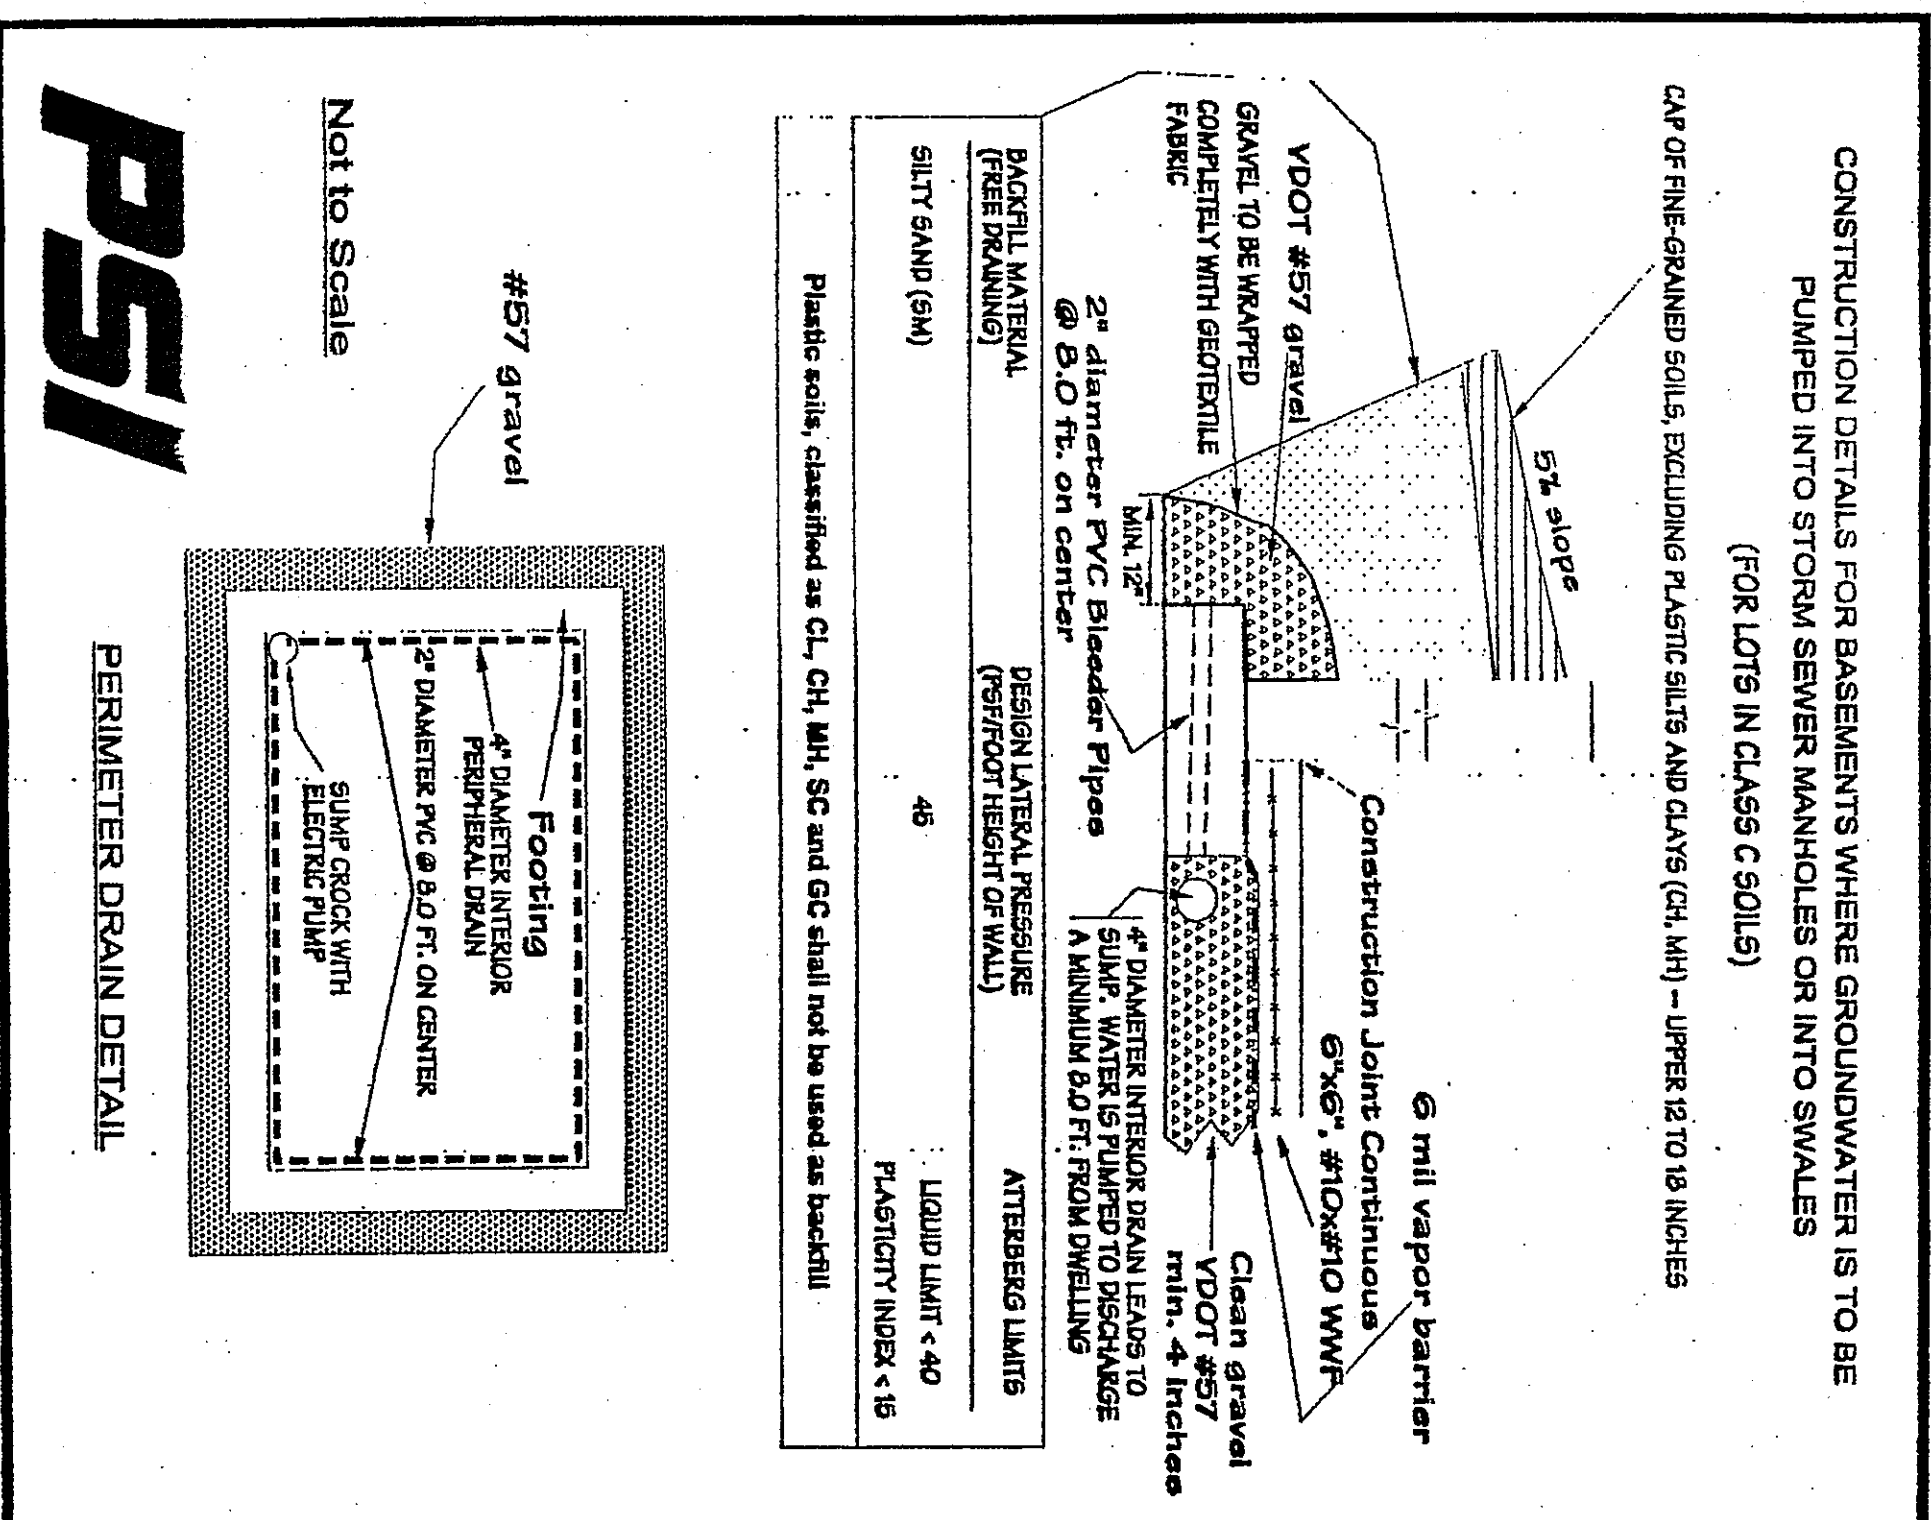 CONSTRUCTION DETAILS FOR BASEMENTS WHERE GROUNDWATER IS TO BE
PUMPED INTO STORM SEWER MANHOLES OR INTO SWALES
(FOR LOTS IN CLASS C SOILS)
CAP OF FINE-GRAINED SOILS, EXCLUDING PLASTIC SILTS AND CLAYS (CH, MH) -- UPPER 12 TO 18 INCHES
5% slope
6 mil vapor barrier
Construction Joint Continuous
6"x6", #10x#10 WWF
VDOT #57 gravel
GRAVEL TO BE WRAPPED
COMPLETELY WITH GEOTEXTILE
FABRIC
MIN. 12"
Clean gravel
VDOT #57
min. 4 inches
2" diameter PVC Bleeder Pipes
@ 8.0 ft. on center
4" DIAMETER INTERIOR DRAIN LEADS TO
SUMP. WATER IS PUMPED TO DISCHARGE
A MINIMUM 8.0 FT. FROM DWELLING
BACKFILL MATERIAL
(FREE DRAINING)
DESIGN LATERAL PRESSURE
(PSF/FOOT HEIGHT OF WALL)
ATTERBERG LIMITS
SILTY SAND (SM)
45
LIQUID LIMIT < 40
PLASTICITY INDEX < 15
Plastic soils, classified as CL, CH, MH, SC and GC shall not be used as backfill
#57 gravel
Footing
4" DIAMETER INTERIOR
PERIPHERAL DRAIN
2" DIAMETER PVC @ 8.0 FT. ON CENTER
SUMP CROCK WITH
ELECTRIC PUMP
Not to Scale
PERIMETER DRAIN DETAIL
PSI